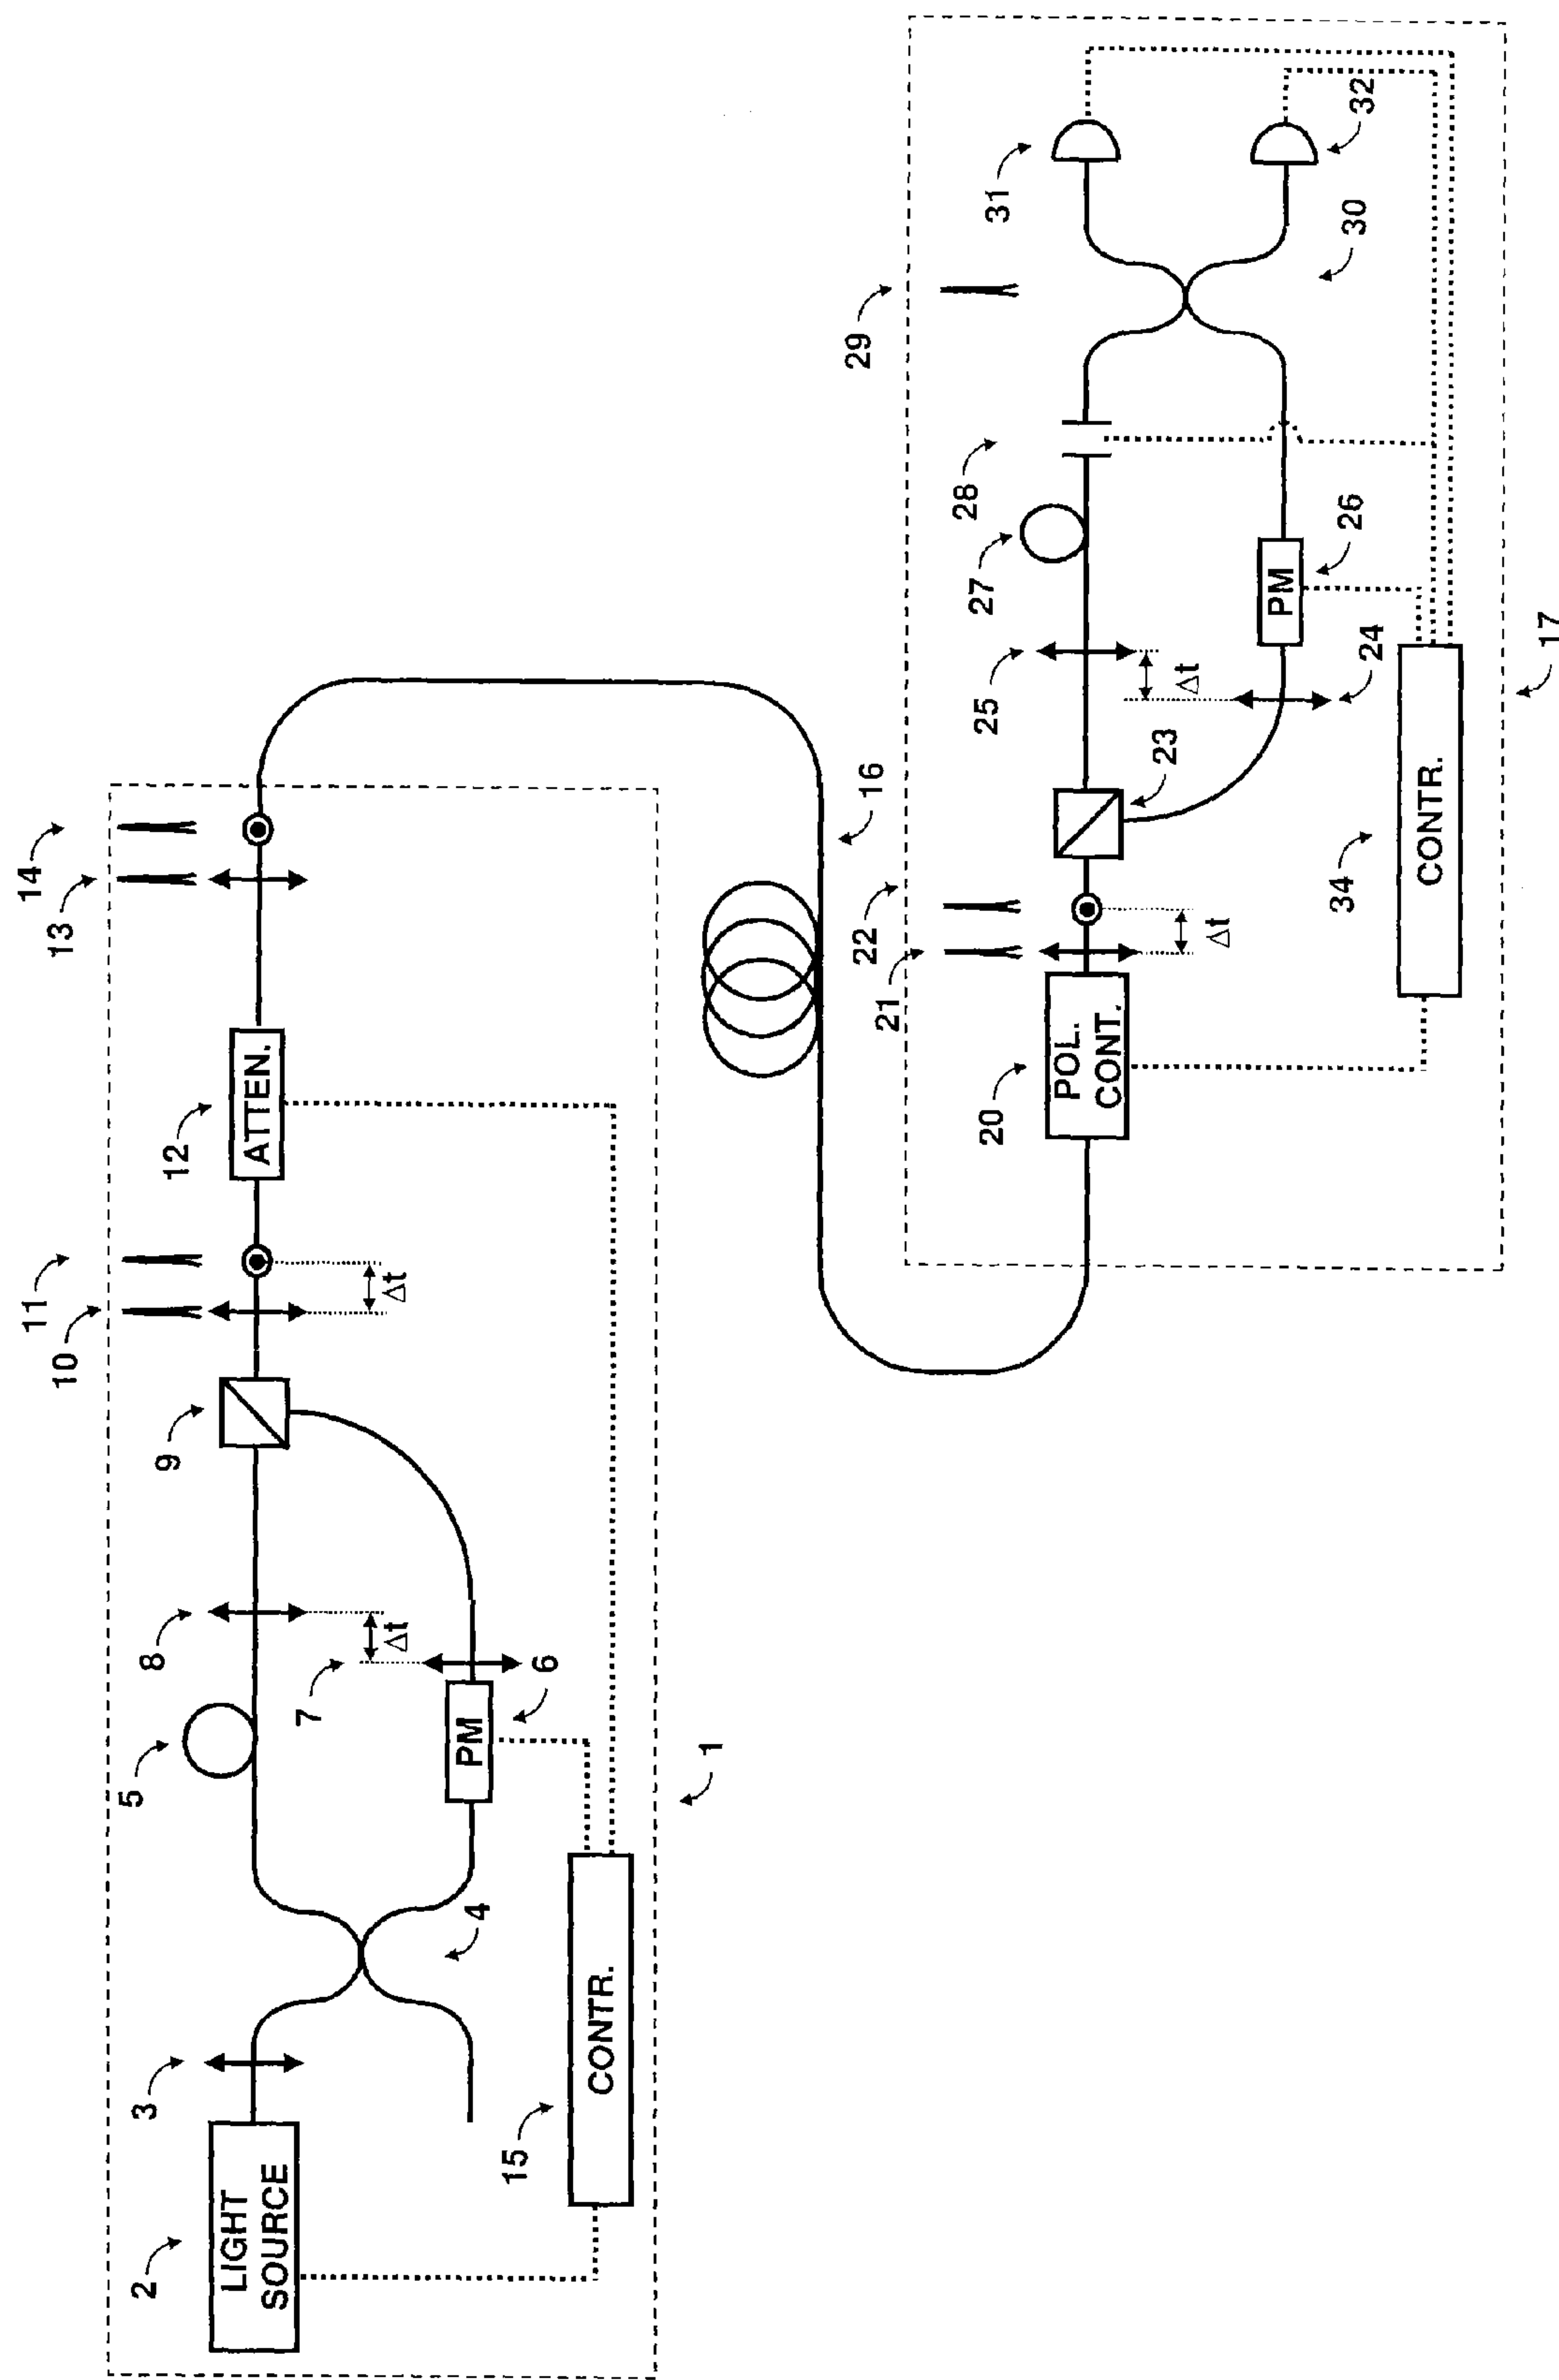 2
LIGHT
SOURCE
3
4
5
PM
6
7
8
Δt
9
10
11
Δt
12
ATTEN.
13
14
15
CONTR.
1
16
20
POL.
CONT.
21
22
Δt
23
24
25
Δt
PM
26
27
28
29
30
31
32
34
CONTR.
17